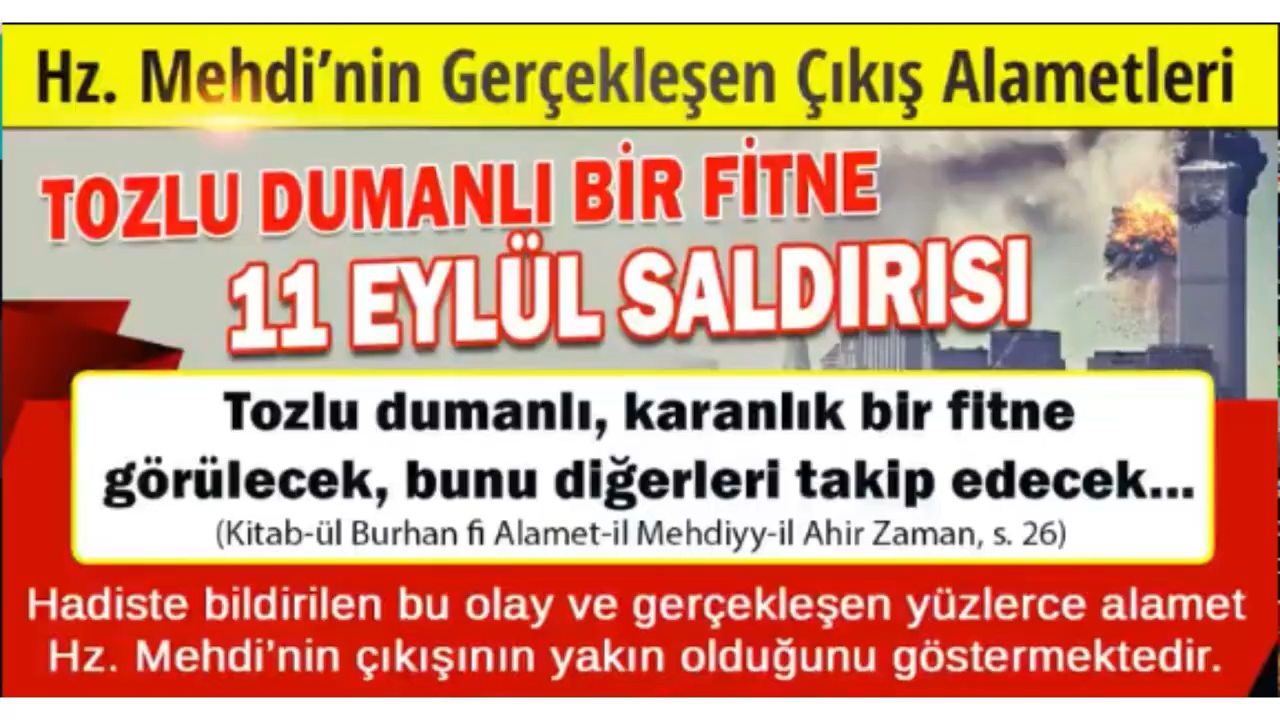 Hz. Mehdi’nin Gerçekleşen Çıkış Alametleri
TOZLU DUMANLI BİR FİTNE
11 EYLÜL SALDIRISI
Tozlu dumanlı, karanlık bir fitne
görülecek, bunu diğerleri takip edecek...
(Kitab-ül Burhan fi Alamet-il Mehdiyy-il Ahir Zaman, s. 26)
Hadiste bildirilen bu olay ve gerçekleşen yüzlerce alamet
Hz. Mehdi’nin çıkışının yakın olduğunu göstermektedir.